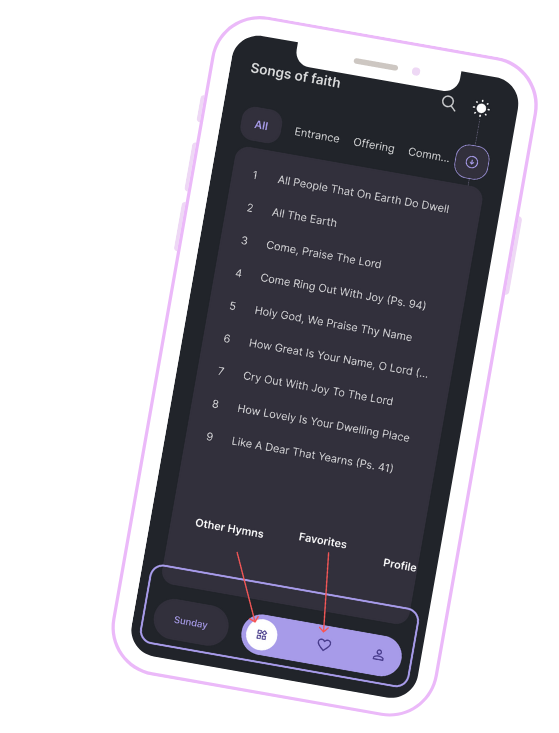 Songs of faith
All Entrance Offering Comm...
1 All People That On Earth Do Dwell
2 All The Earth
3 Come, Praise The Lord
4 Come Ring Out With Joy (Ps. 94)
5 Holy God, We Praise Thy Name
6 How Great Is Your Name, O Lord (...
7 Cry Out With Joy To The Lord
8 How Lovely Is Your Dwelling Place
9 Like A Dear That Yearns (Ps. 41)
Other Hymns Favorites Profile
Sunday